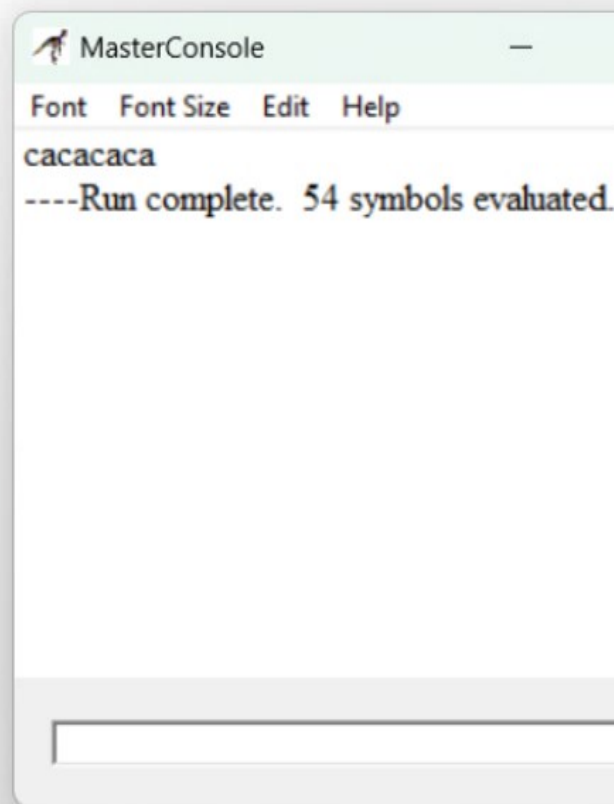 MasterConsole
Font Font Size Edit Help
cacacaca
----Run complete.  54 symbols evaluated.